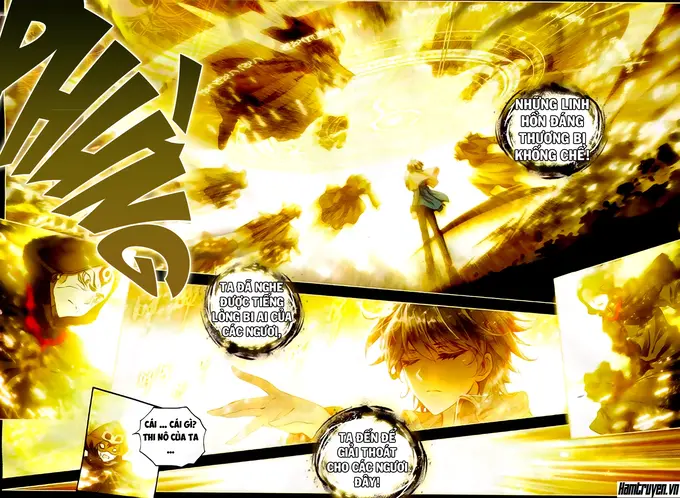 PHỪNG
NHỮNG LINH
HỒN ĐÁNG
THƯƠNG BỊ
KHỐNG CHẾ!
TA ĐÃ NGHE
ĐƯỢC TIẾNG
LÒNG BI AI CỦA
CÁC NGƯƠI,
CÁI ... CÁI GÌ?
THI NÔ CỦA TA
...
TA ĐẾN ĐỂ
GIẢI THOÁT
CHO CÁC NGƯƠI
ĐÂY!
Hamtruyen.vn